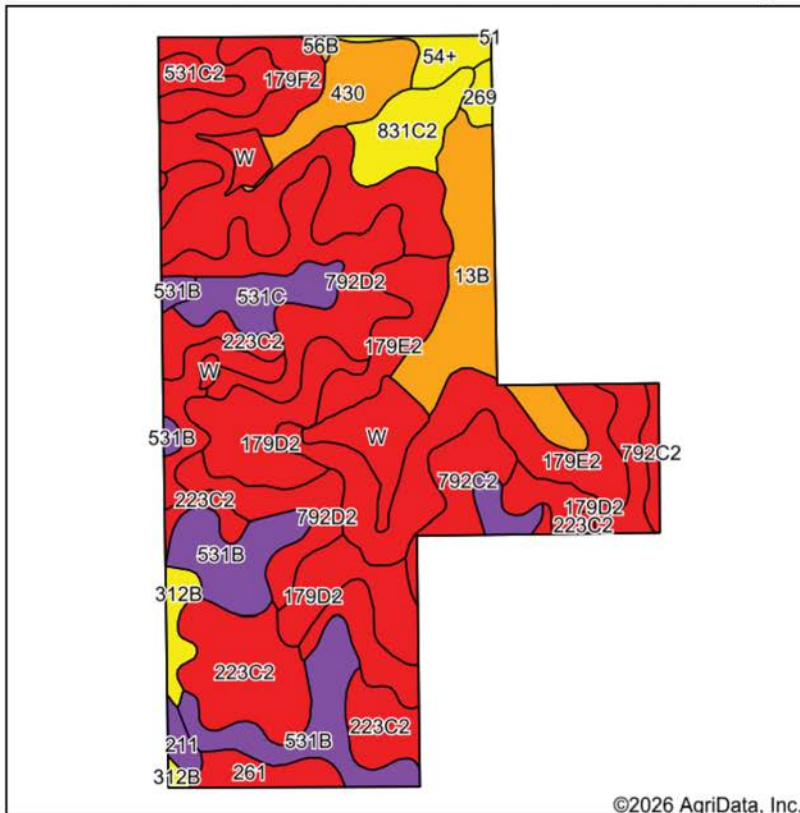 56B
51
54+
531C2
179F2
430
269
831C2
W
13B
531B
531C
792D2
223C2
179E2
W
531B
179D2
W
792C2
179E2
792C2
223C2
792D2
179D2
223C2
531B
312B
179D2
223C2
223C2
211
531B
312B
261
©2026 AgriData, Inc.